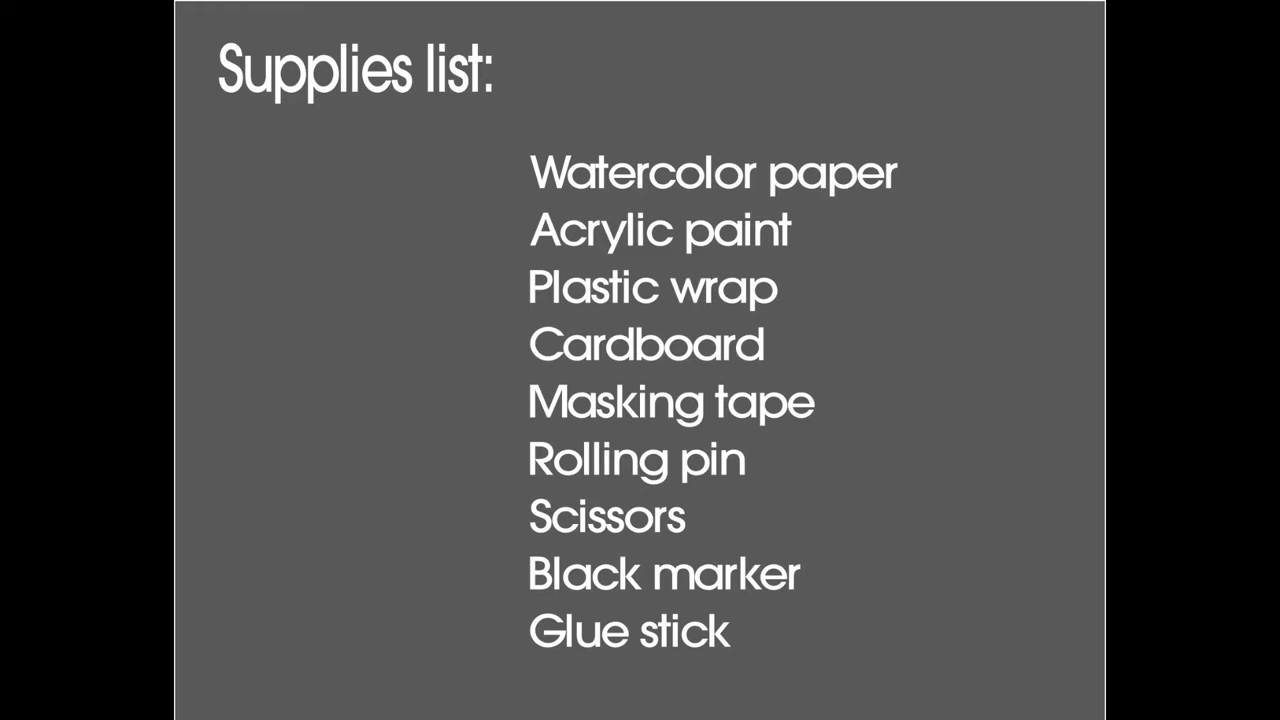 Supplies list:
Watercolor paper
Acrylic paint
Plastic wrap
Cardboard
Masking tape
Rolling pin
Scissors
Black marker
Glue stick